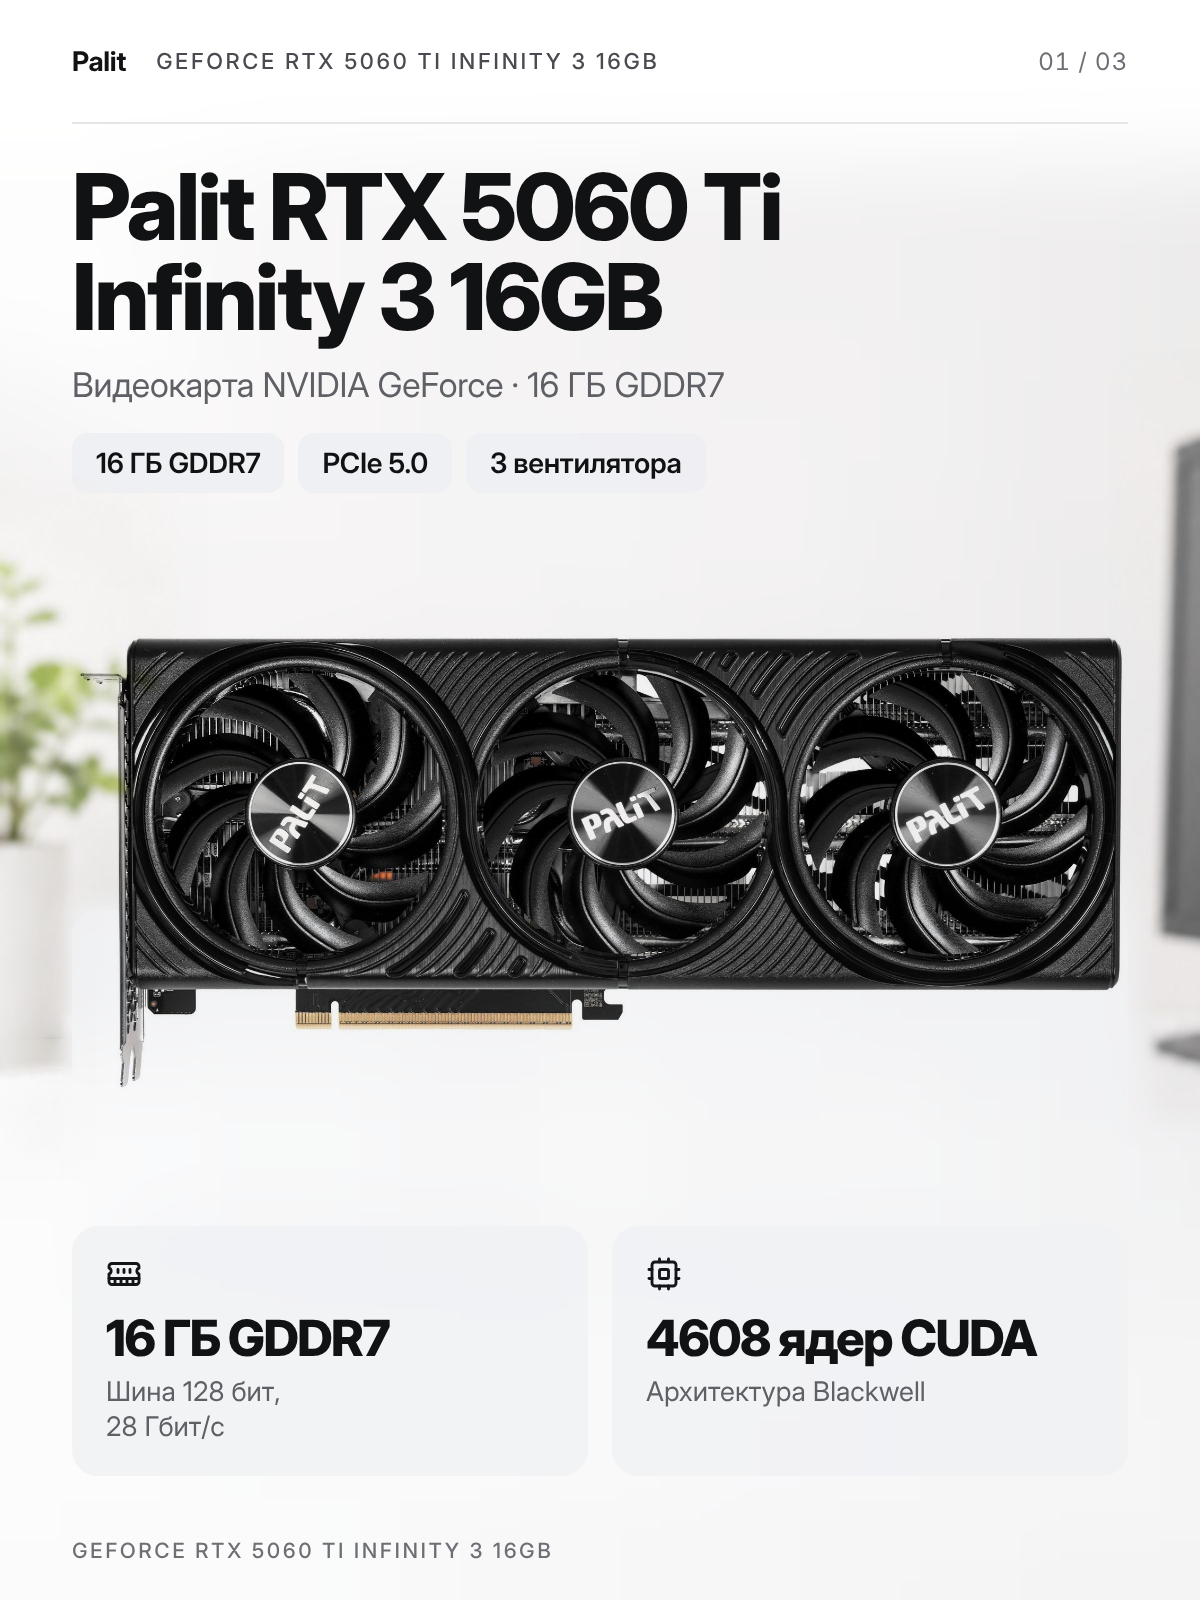 Palit GEFORCE RTX 5060 TI INFINITY 3 16GB 01 / 03
Palit RTX 5060 Ti
Infinity 3 16GB
Видеокарта NVIDIA GeForce · 16 ГБ GDDR7
16 ГБ GDDR7 PCIe 5.0 3 вентилятора
PALiT PALiT PALiT
16 ГБ GDDR7
Шина 128 бит,
28 Гбит/с
4608 ядер CUDA
Архитектура Blackwell
GEFORCE RTX 5060 TI INFINITY 3 16GB